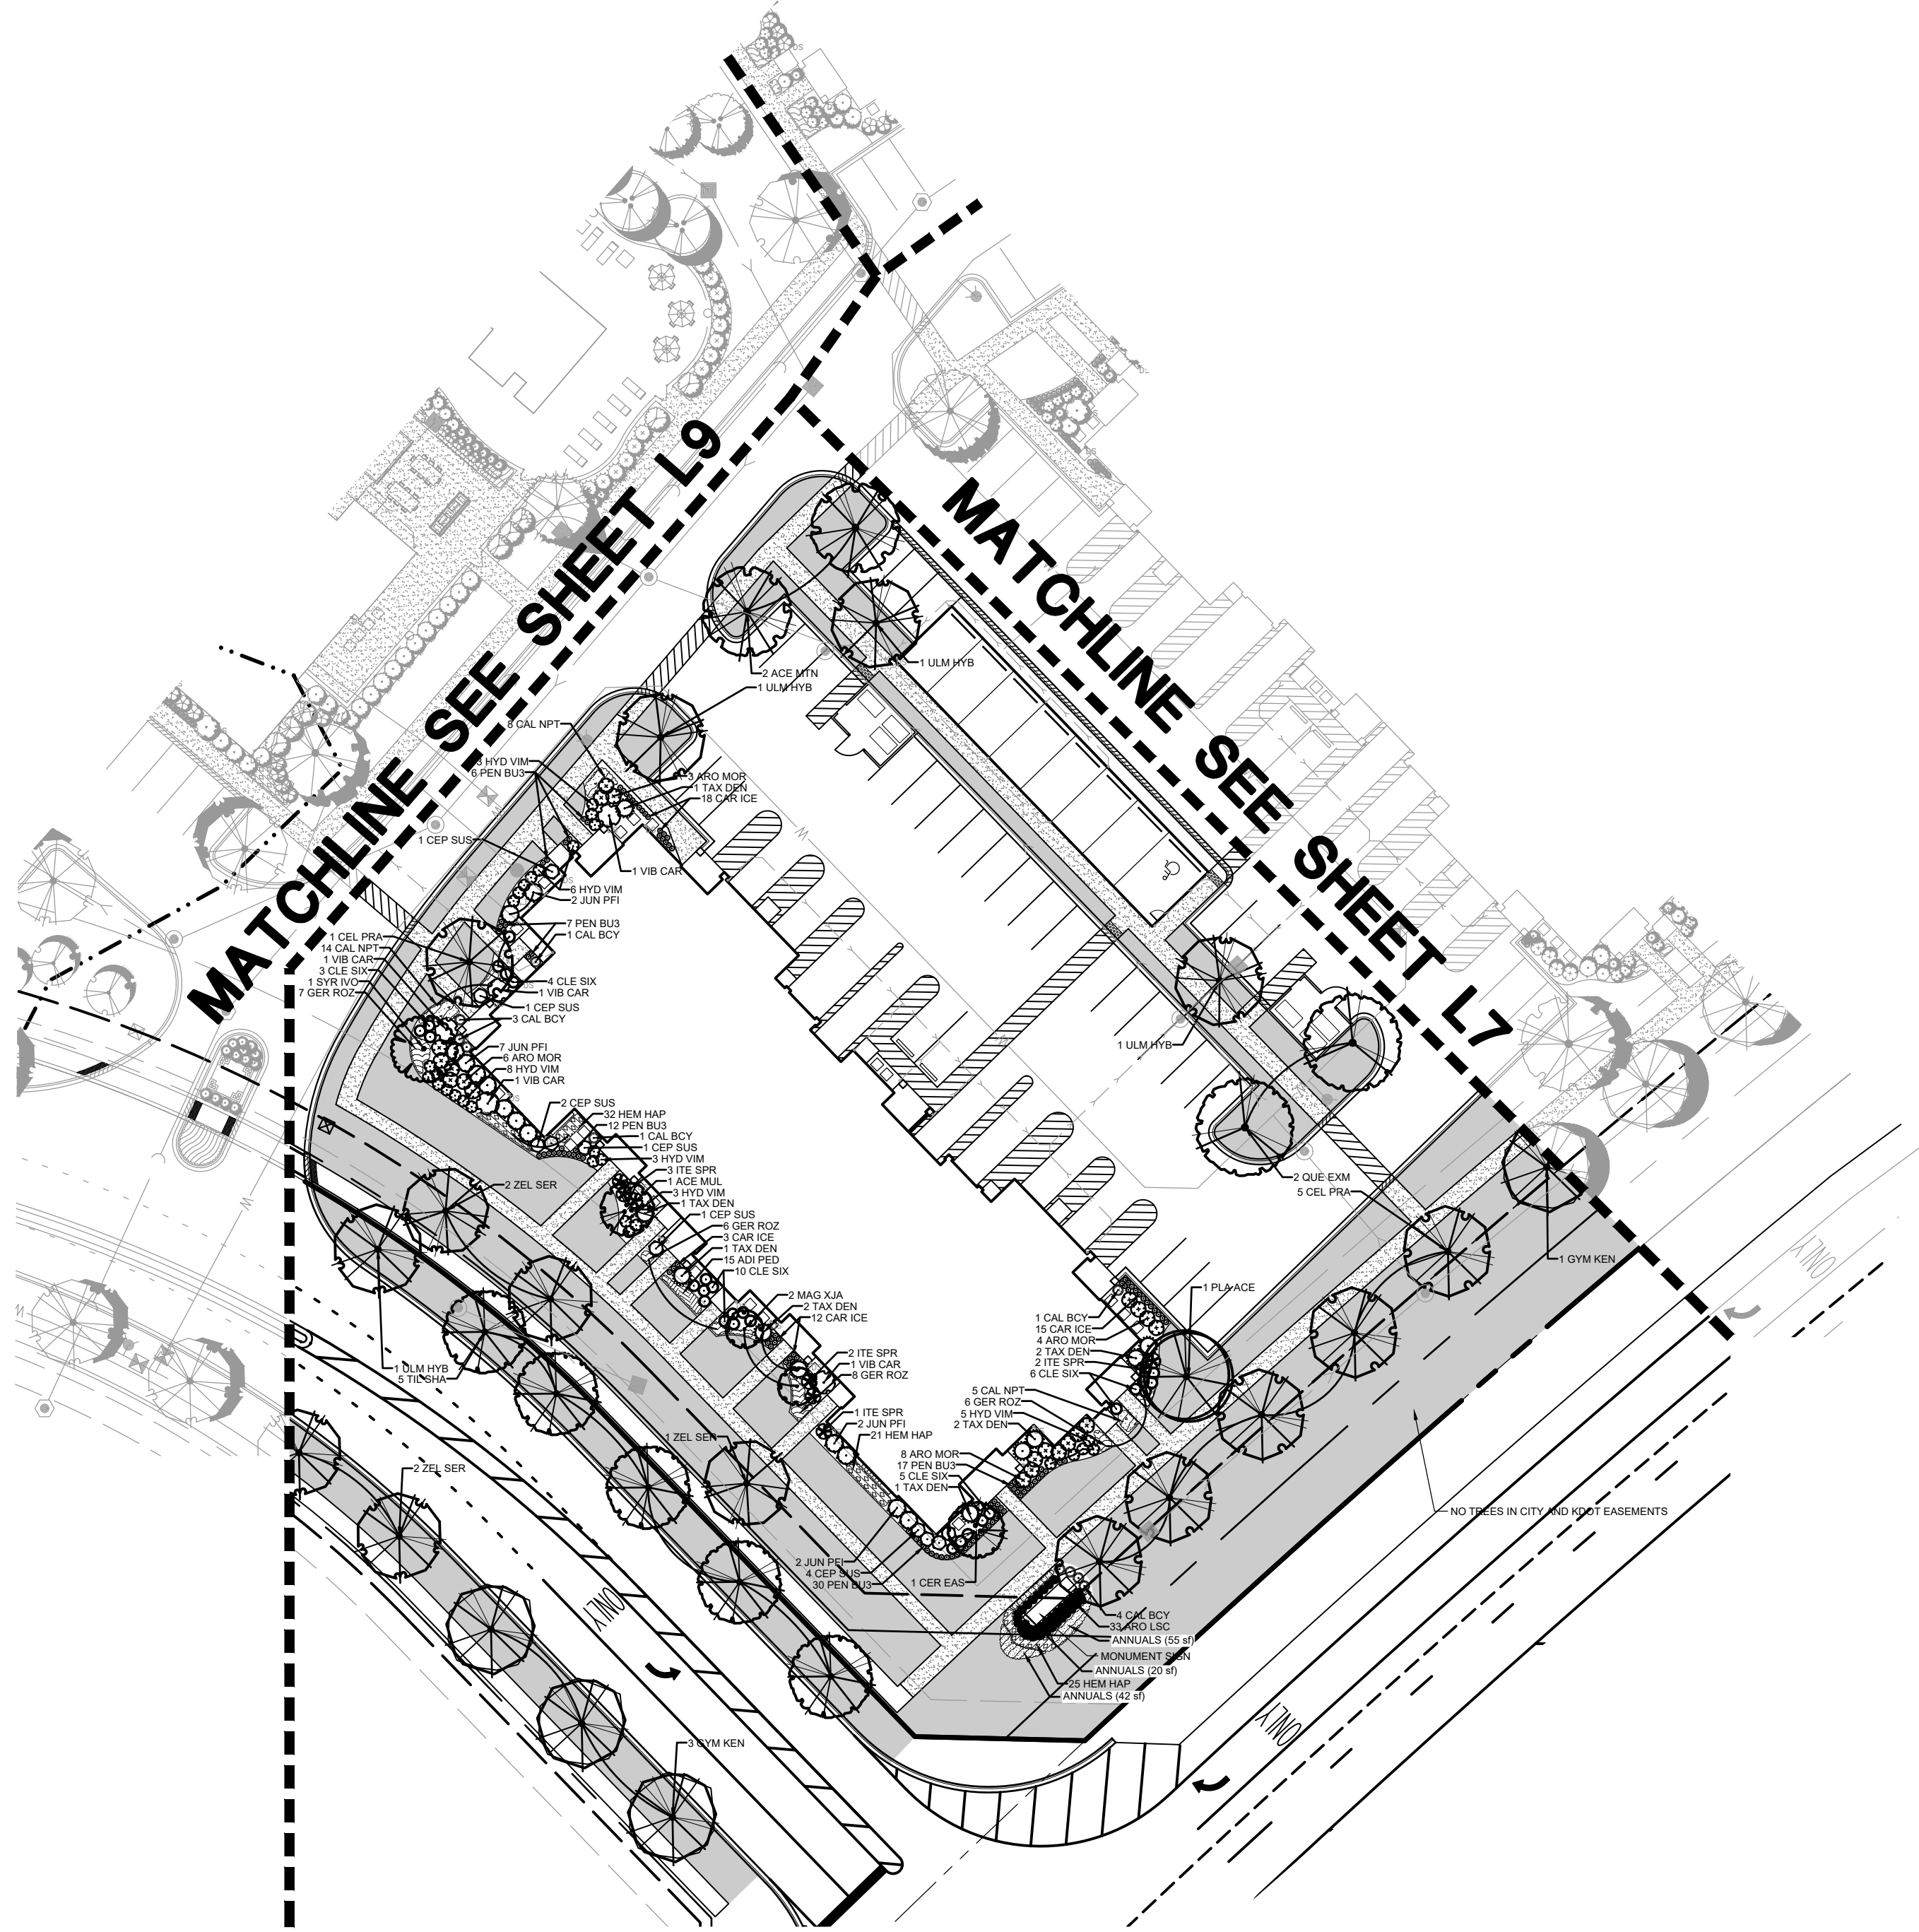 MATCHLINE SEE SHEET L9
MATCHLINE SEE SHEET L7
1 ULM HYB
2 ACE MTN
1 ULM HYB
8 CAL NPT
3 HYD VIM
6 PEN BU3
3 ARO MOR
1 TAX DEN
18 CAR ICE
1 CEP SUS
1 VIB CAR
6 HYD VIM
2 JUN PFI
7 PEN BU3
1 CAL BCY
1 CEL PRA
14 CAL NPT
1 VIB CAR
3 CLE SIX
1 SYR IVO
7 GER ROZ
4 CLE SIX
1 VIB CAR
1 CEP SUS
3 CAL BCY
7 JUN PFI
6 ARO MOR
8 HYD VIM
1 VIB CAR
1 ULM HYB
2 CEP SUS
32 HEM HAP
12 PEN BU3
1 CAL BCY
1 CEP SUS
3 HYD VIM
3 ITE SPR
1 ACE MUL
3 HYD VIM
1 TAX DEN
1 CEP SUS
6 GER ROZ
3 CAR ICE
1 TAX DEN
15 ADI PED
10 CLE SIX
2 ZEL SER
2 QUE EXM
5 CEL PRA
1 GYM KEN
ONLY
1 PLA ACE
2 MAG XJA
2 TAX DEN
12 CAR ICE
1 CAL BCY
15 CAR ICE
4 ARO MOR
2 TAX DEN
2 ITE SPR
6 CLE SIX
1 ULM HYB
5 TIL SHA
2 ITE SPR
1 VIB CAR
8 GER ROZ
5 CAL NPT
6 GER ROZ
5 HYD VIM
2 TAX DEN
1 ITE SPR
2 JUN PFI
21 HEM HAP
1 ZEL SER
8 ARO MOR
17 PEN BU3
5 CLE SIX
1 TAX DEN
2 ZEL SER
NO TREES IN CITY AND KDOT EASEMENTS
2 JUN PFI
4 CEP SUS
30 PEN BU3
1 CER EAS
ONLY
4 CAL BCY
33 ARO LSC
ANNUALS (55 sf)
MONUMENT SIGN
ANNUALS (20 sf)
25 HEM HAP
ANNUALS (42 sf)
ONLY
3 GYM KEN